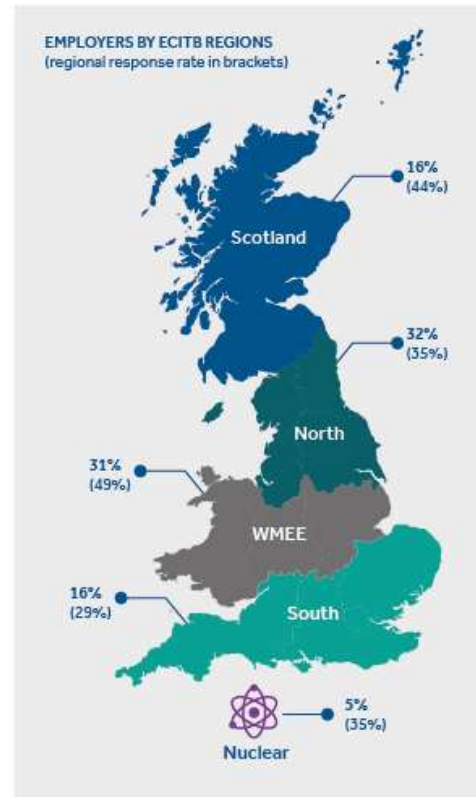 EMPLOYERS BY ECITB REGIONS
(regional response rate in brackets)
16%
(44%)
Scotland
32%
(35%)
North
31%
(49%)
WMEE
16%
(29%)
South
5%
(35%)
Nuclear